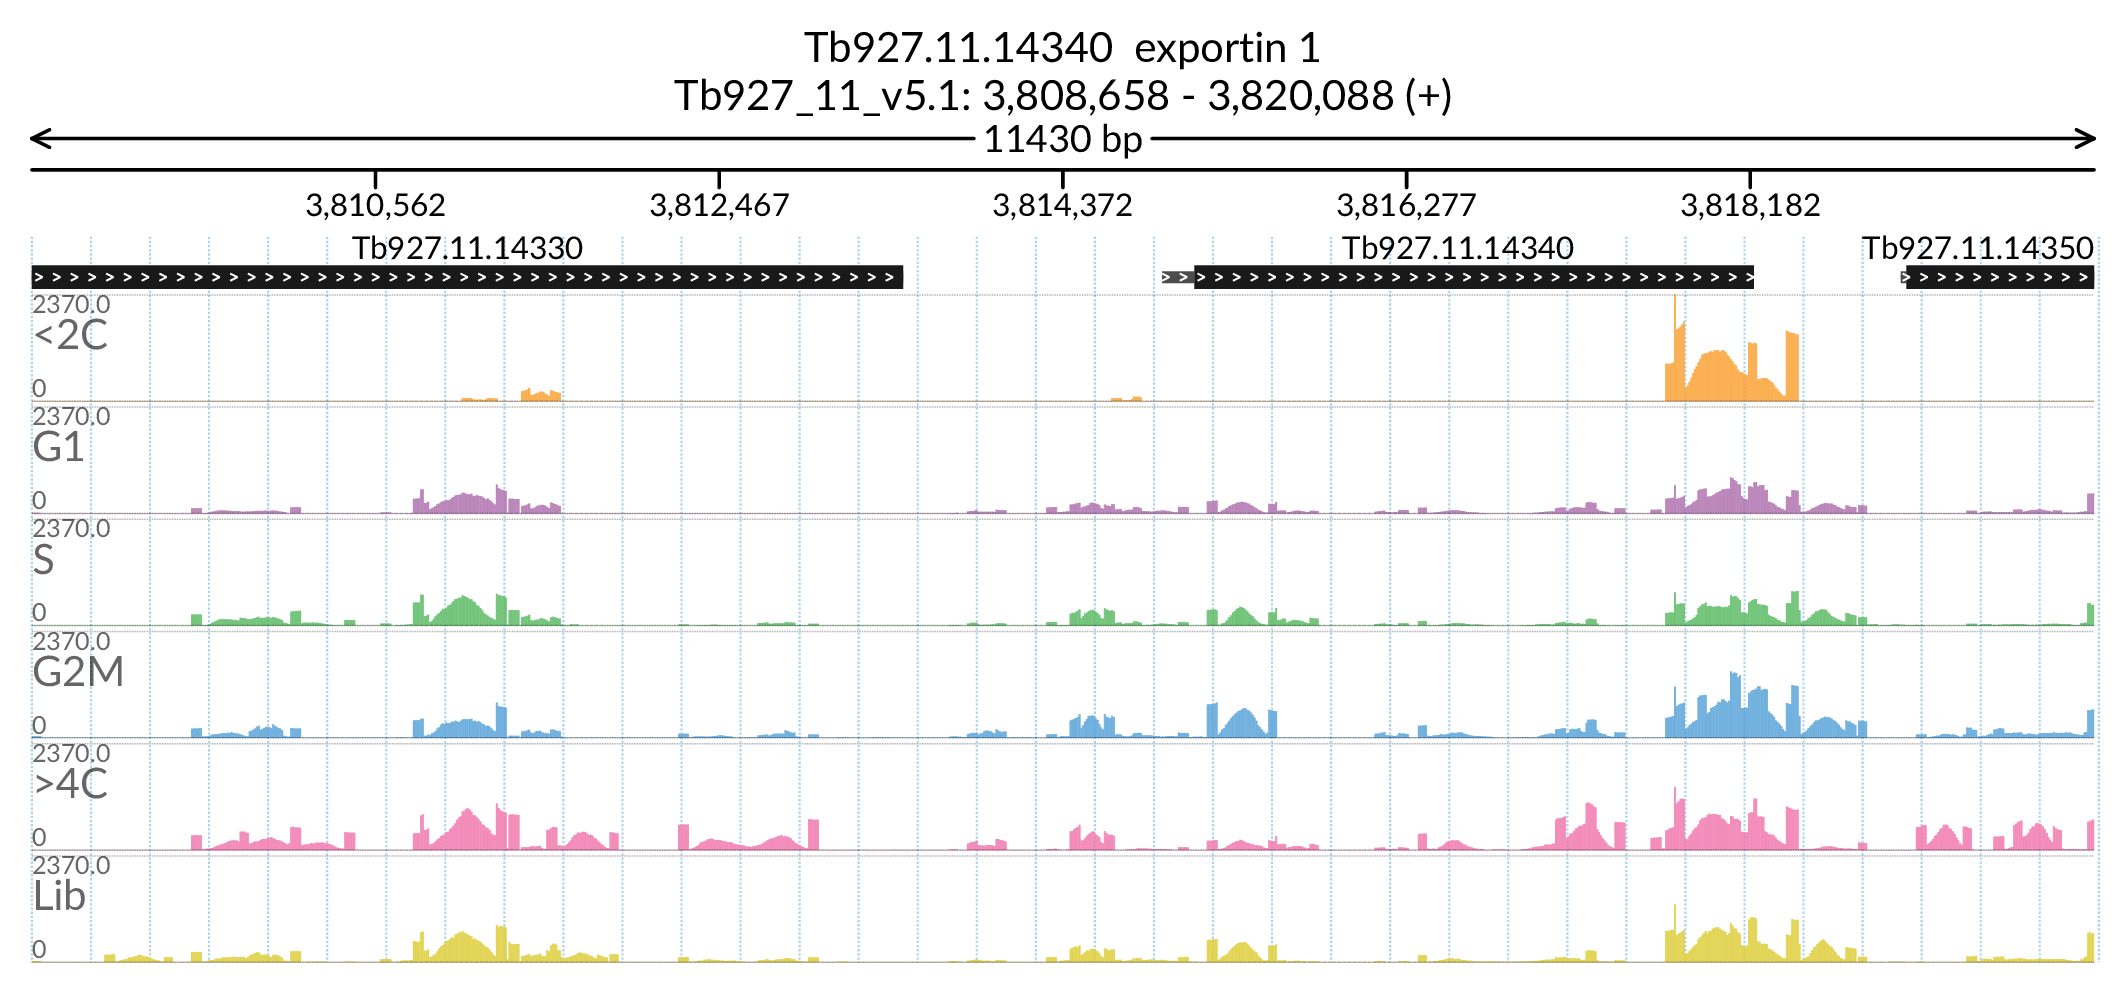 Tb927.11.14340  exportin 1
Tb927_11_v5.1: 3,808,658 - 3,820,088 (+)
11430 bp
3,810,562 3,812,467 3,814,372 3,816,277 3,818,182
Tb927.11.14330 Tb927.11.14340 Tb927.11.14350
2370.0
<2C
0
2370.0
G1
0
2370.0
S
0
2370.0
G2M
0
2370.0
>4C
0
2370.0
Lib
0